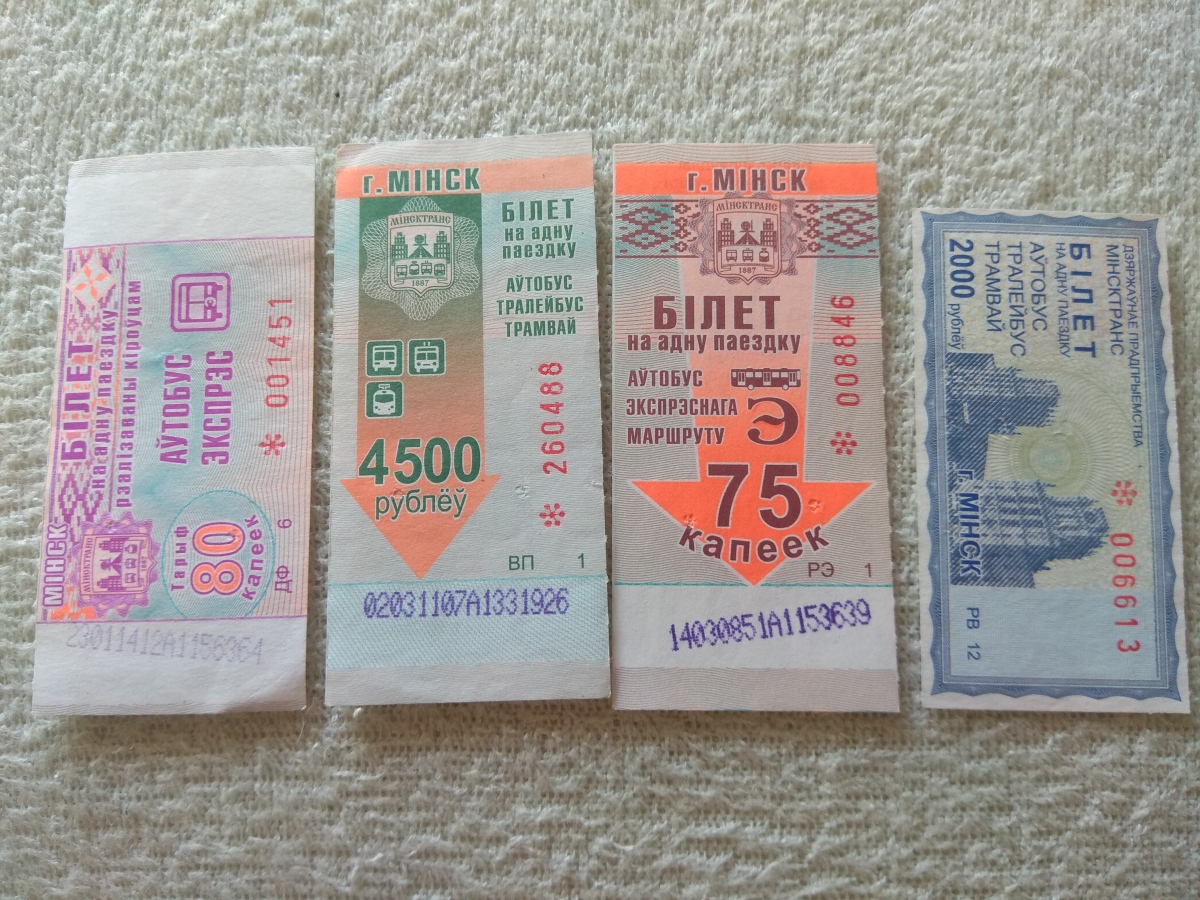 МІНСК
БІЛЕТ
на адну паездку
рэалізаваны кіроўцам
АЎТОБУС
ЭКСПРЭС
001451
МІНСКТРАНС
Тарыф
80
капеек
ДФ 6
23011412А1156364
г. МІНСК
МІНСКТРАНС
1887
БІЛЕТ
на адну
паездку
АЎТОБУС
ТРАЛЕЙБУС
ТРАМВАЙ
4500
рублёў
260488
ВП 1
02031107А1331926
г. МІНСК
МІНСКТРАНС
1887
БІЛЕТ
на адну паездку
АЎТОБУС
ЭКСПРЭСНАГА
МАРШРУТУ
Э
75
капеек
008846
РЭ 1
14030851А1153639
ДЗЯРЖАЎНАЕ ПРАДПРЫЕМСТВА
МІНСКТРАНС
БІЛЕТ
НА АДНУ ПАЕЗДКУ
АЎТОБУС
ТРАЛЕЙБУС
ТРАМВАЙ
2000 рублёў
г. МІНСК
006613
РВ 12